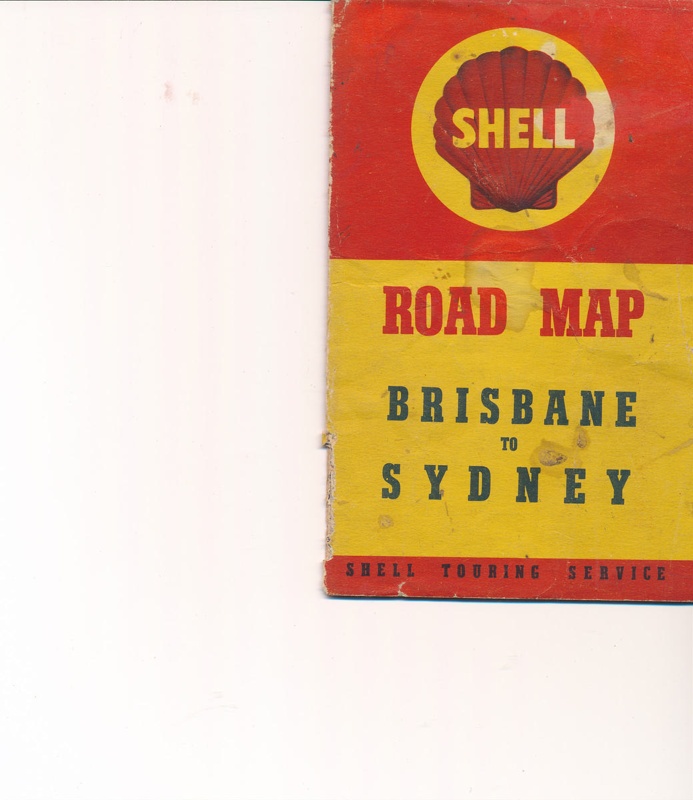 SHELL
ROAD MAP
BRISBANE
TO
SYDNEY
SHELL TOURING SERVICE